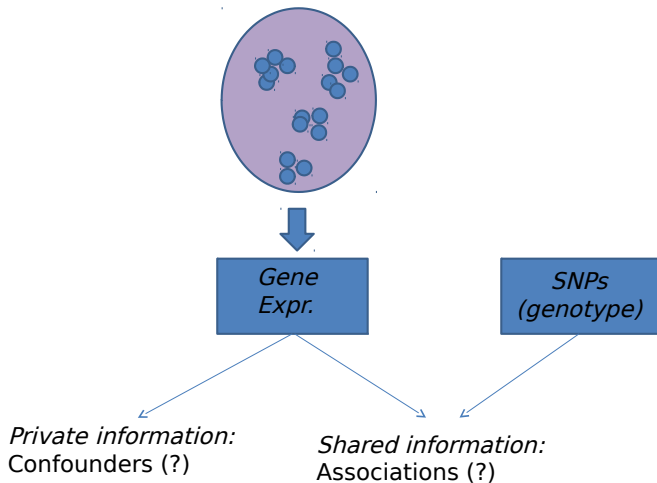 Gene
Expr.
SNPs
(genotype)
Private information:
Confounders (?)
Shared information:
Associations (?)